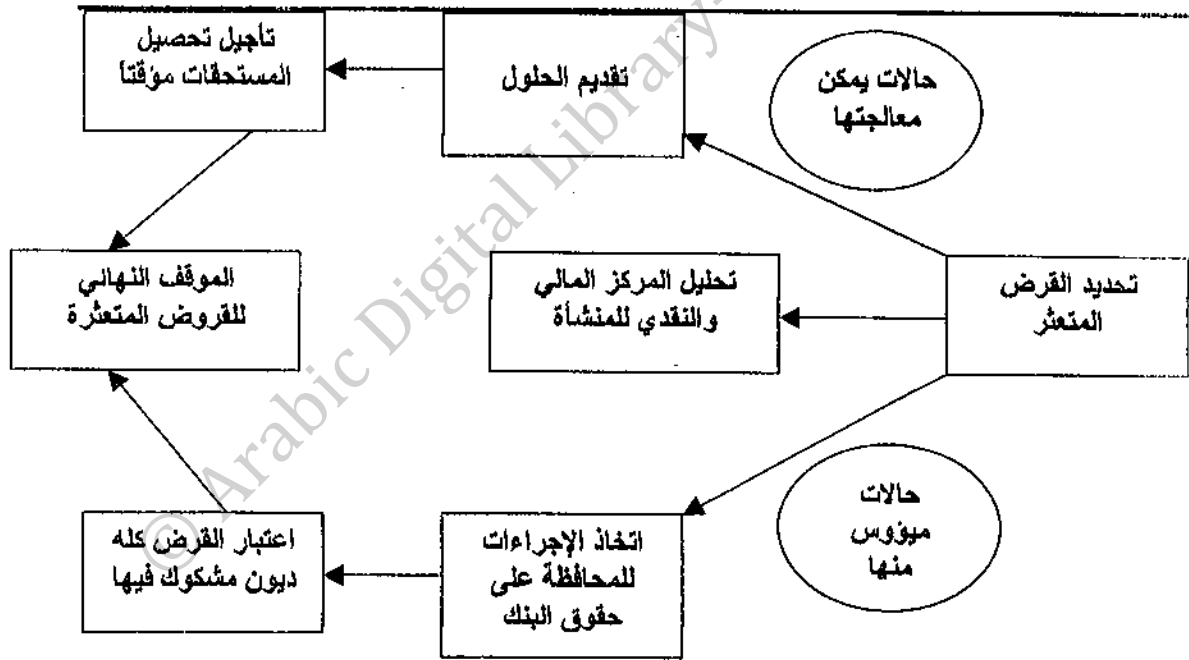 حالات يمكن
معالجتها
تقديم الحلول
تأجيل تحصيل
المستحقات مؤقتاً
تحديد القرض
المتعثر
تحليل المركز المالي
والنقدي للمنشأة
الموقف النهائي
للقروض المتعثرة
حالات
ميؤوس
منها
اتخاذ الإجراءات
للمحافظة على
حقوق البنك
اعتبار القرض كله
ديون مشكوك فيها
© Arabic Digital Library